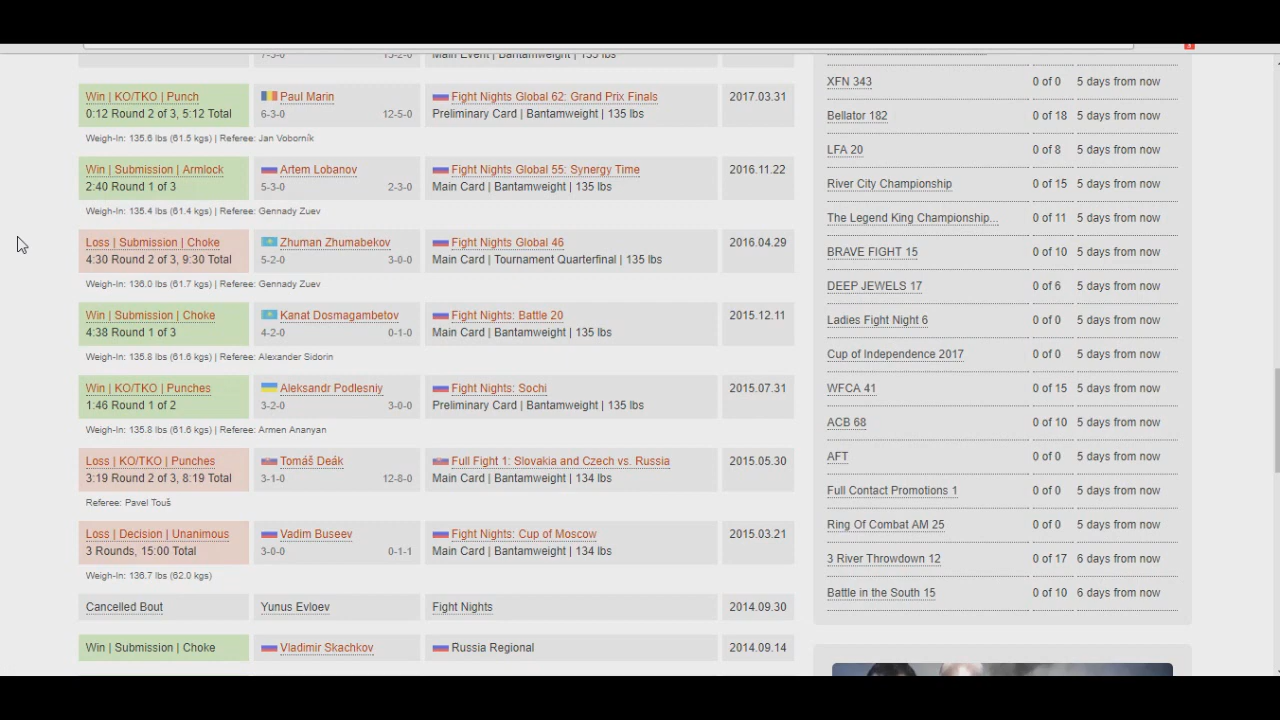 Main Event | Bantamweight | 135 lbs
Win | KO/TKO | Punch
0:12 Round 2 of 3, 5:12 Total
Paul Marin
6-3-0 12-5-0
Fight Nights Global 62: Grand Prix Finals
Preliminary Card | Bantamweight | 135 lbs
2017.03.31
Weigh-In: 135.6 lbs (61.5 kgs) | Referee: Jan Voborník
Win | Submission | Armlock
2:40 Round 1 of 3
Artem Lobanov
5-3-0 2-3-0
Fight Nights Global 55: Synergy Time
Main Card | Bantamweight | 135 lbs
2016.11.22
Weigh-In: 135.4 lbs (61.4 kgs) | Referee: Gennady Zuev
Loss | Submission | Choke
4:30 Round 2 of 3, 9:30 Total
Zhuman Zhumabekov
5-2-0 3-0-0
Fight Nights Global 46
Main Card | Tournament Quarterfinal | 135 lbs
2016.04.29
Weigh-In: 136.0 lbs (61.7 kgs) | Referee: Gennady Zuev
Win | Submission | Choke
4:38 Round 1 of 3
Kanat Dosmagambetov
4-2-0 0-1-0
Fight Nights: Battle 20
Main Card | Bantamweight | 135 lbs
2015.12.11
Weigh-In: 135.8 lbs (61.6 kgs) | Referee: Alexander Sidorin
Win | KO/TKO | Punches
1:46 Round 1 of 2
Aleksandr Podlesniy
3-2-0 3-0-0
Fight Nights: Sochi
Preliminary Card | Bantamweight | 135 lbs
2015.07.31
Weigh-In: 135.8 lbs (61.6 kgs) | Referee: Armen Ananyan
Loss | KO/TKO | Punches
3:19 Round 2 of 3, 8:19 Total
Tomáš Deák
3-1-0 12-8-0
Full Fight 1: Slovakia and Czech vs. Russia
Main Card | Bantamweight | 134 lbs
2015.05.30
Referee: Pavel Touš
Loss | Decision | Unanimous
3 Rounds, 15:00 Total
Vadim Buseev
3-0-0 0-1-1
Fight Nights: Cup of Moscow
Main Card | Bantamweight | 134 lbs
2015.03.21
Weigh-In: 136.7 lbs (62.0 kgs)
Cancelled Bout Yunus Evloev Fight Nights 2014.09.30
Win | Submission | Choke Vladimir Skachkov Russia Regional 2014.09.14
XFN 343 0 of 0 5 days from now
Bellator 182 0 of 18 5 days from now
LFA 20 0 of 8 5 days from now
River City Championship 0 of 15 5 days from now
The Legend King Championship... 0 of 11 5 days from now
BRAVE FIGHT 15 0 of 10 5 days from now
DEEP JEWELS 17 0 of 6 5 days from now
Ladies Fight Night 6 0 of 0 5 days from now
Cup of Independence 2017 0 of 0 5 days from now
WFCA 41 0 of 15 5 days from now
ACB 68 0 of 10 5 days from now
AFT 0 of 0 5 days from now
Full Contact Promotions 1 0 of 0 5 days from now
Ring Of Combat AM 25 0 of 0 5 days from now
3 River Throwdown 12 0 of 17 6 days from now
Battle in the South 15 0 of 10 6 days from now